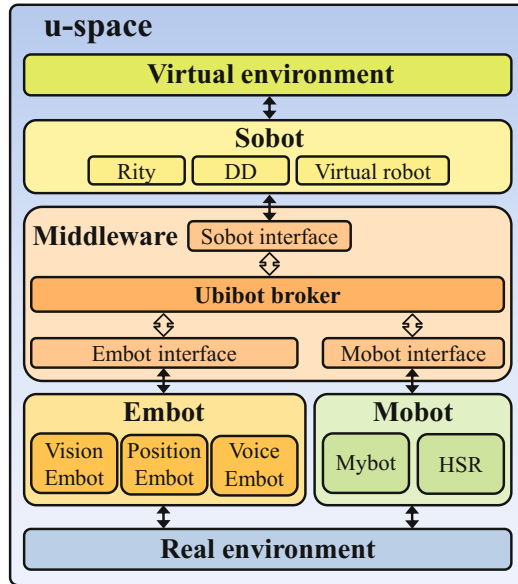 u-space
Virtual environment
Sobot
Rity
DD
Virtual robot
Middleware
Sobot interface
Ubibot broker
Embot interface
Mobot interface
Embot
Vision
Embot
Position
Embot
Voice
Embot
Mobot
Mybot
HSR
Real environment